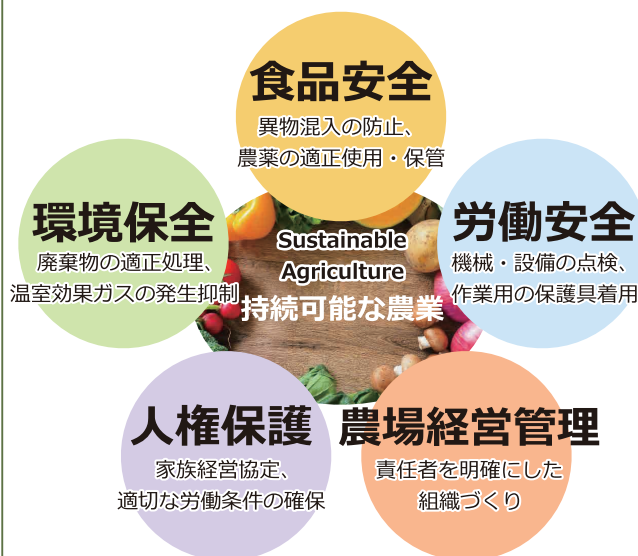 食品安全
異物混入の防止、
農薬の適正使用・保管
環境保全
廃棄物の適正処理、
温室効果ガスの発生抑制
Sustainable
Agriculture
持続可能な農業
労働安全
機械・設備の点検、
作業用の保護具着用
人権保護
家族経営協定、
適切な労働条件の確保
農場経営管理
責任者を明確にした
組織づくり